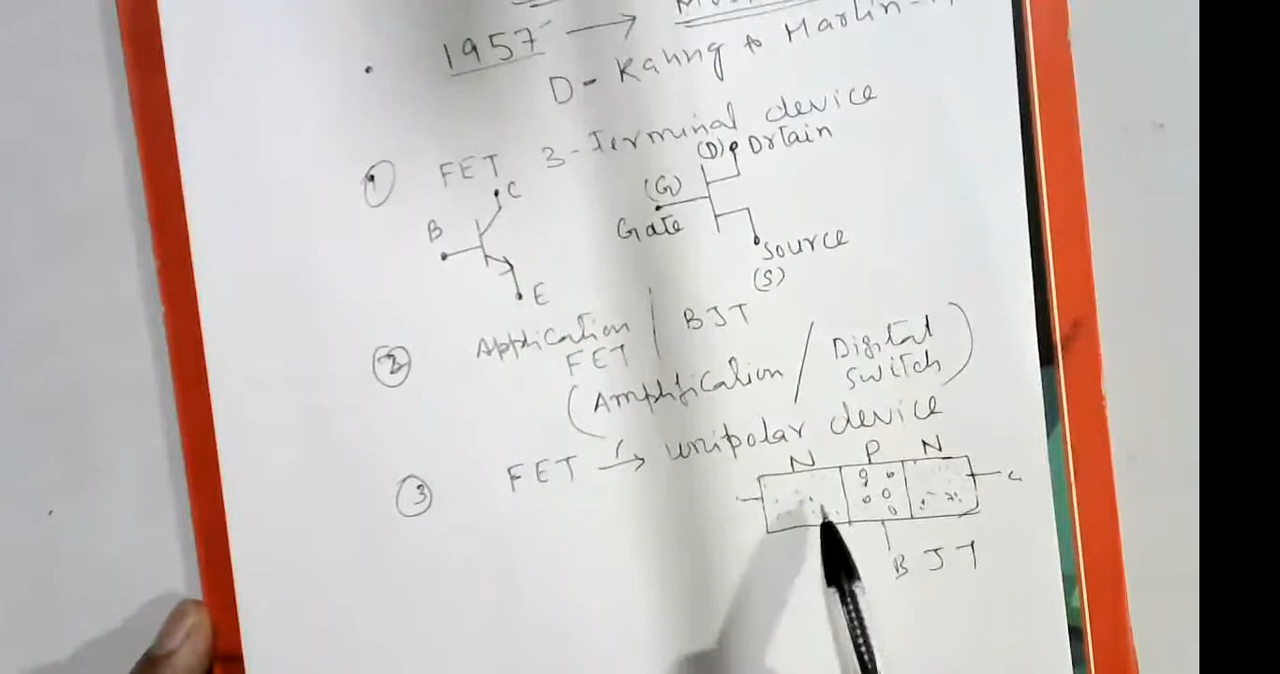 1957 →
D- Kahng & Martin-
① FET 3-Terminal device
(D) Drtain
C
(G)
B
Gate
Source
(S)
E
② Application | BJT
FET
(Amplification / Digital switch)
③ FET → unipolar device
N P N
C
BJT